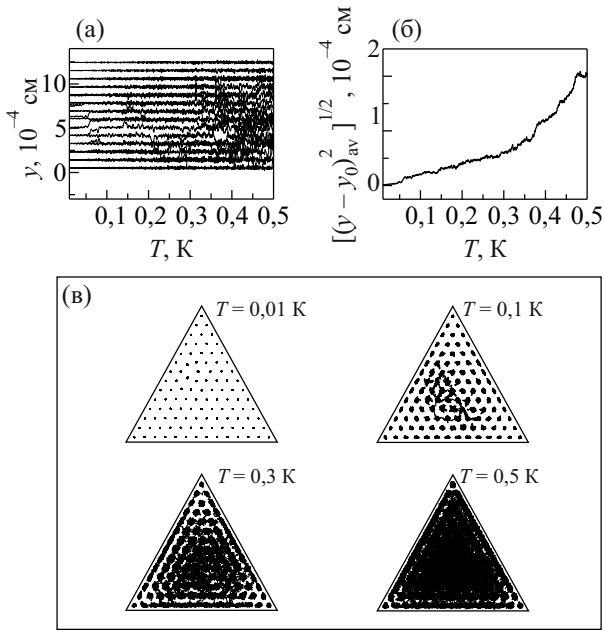 (а)
y, 10⁻⁴ см
10
5
0
0,1 0,2 0,3 0,4 0,5
T, К
(б)
[(y – y₀)²av]¹/², 10⁻⁴ см
2
1
0
0,1 0,2 0,3 0,4 0,5
T, К
(в)
T = 0,01 К
T = 0,1 К
T = 0,3 К
T = 0,5 К